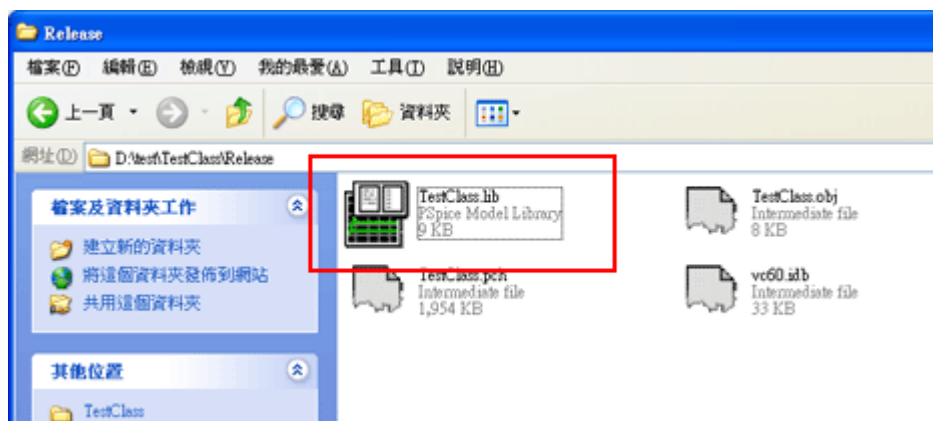 Release
檔案(F) 編輯(E) 檢視(V) 我的最愛(A) 工具(T) 說明(H)
上一頁 搜尋 資料夾
網址(D) D:\test\TestClass\Release
檔案及資料夾工作
建立新的資料夾
將這個資料夾發佈到網站
共用這個資料夾
其他位置
TestClass
TestClass.lib
PSpice Model Library
9 KB
TestClass.obj
Intermediate file
8 KB
TestClass.pch
Intermediate file
1,954 KB
vc60.idb
Intermediate file
33 KB